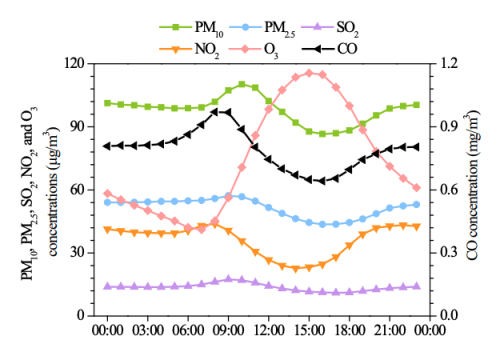 PM10 PM2.5 SO2
NO2 O3 CO
PM10, PM2.5, SO2, NO2, and O3
concentrations (μg/m3)
120
90
60
30
0
1.2
0.9
0.6
0.3
0.0
CO concentration (mg/m3)
00:00 03:00 06:00 09:00 12:00 15:00 18:00 21:00 00:00